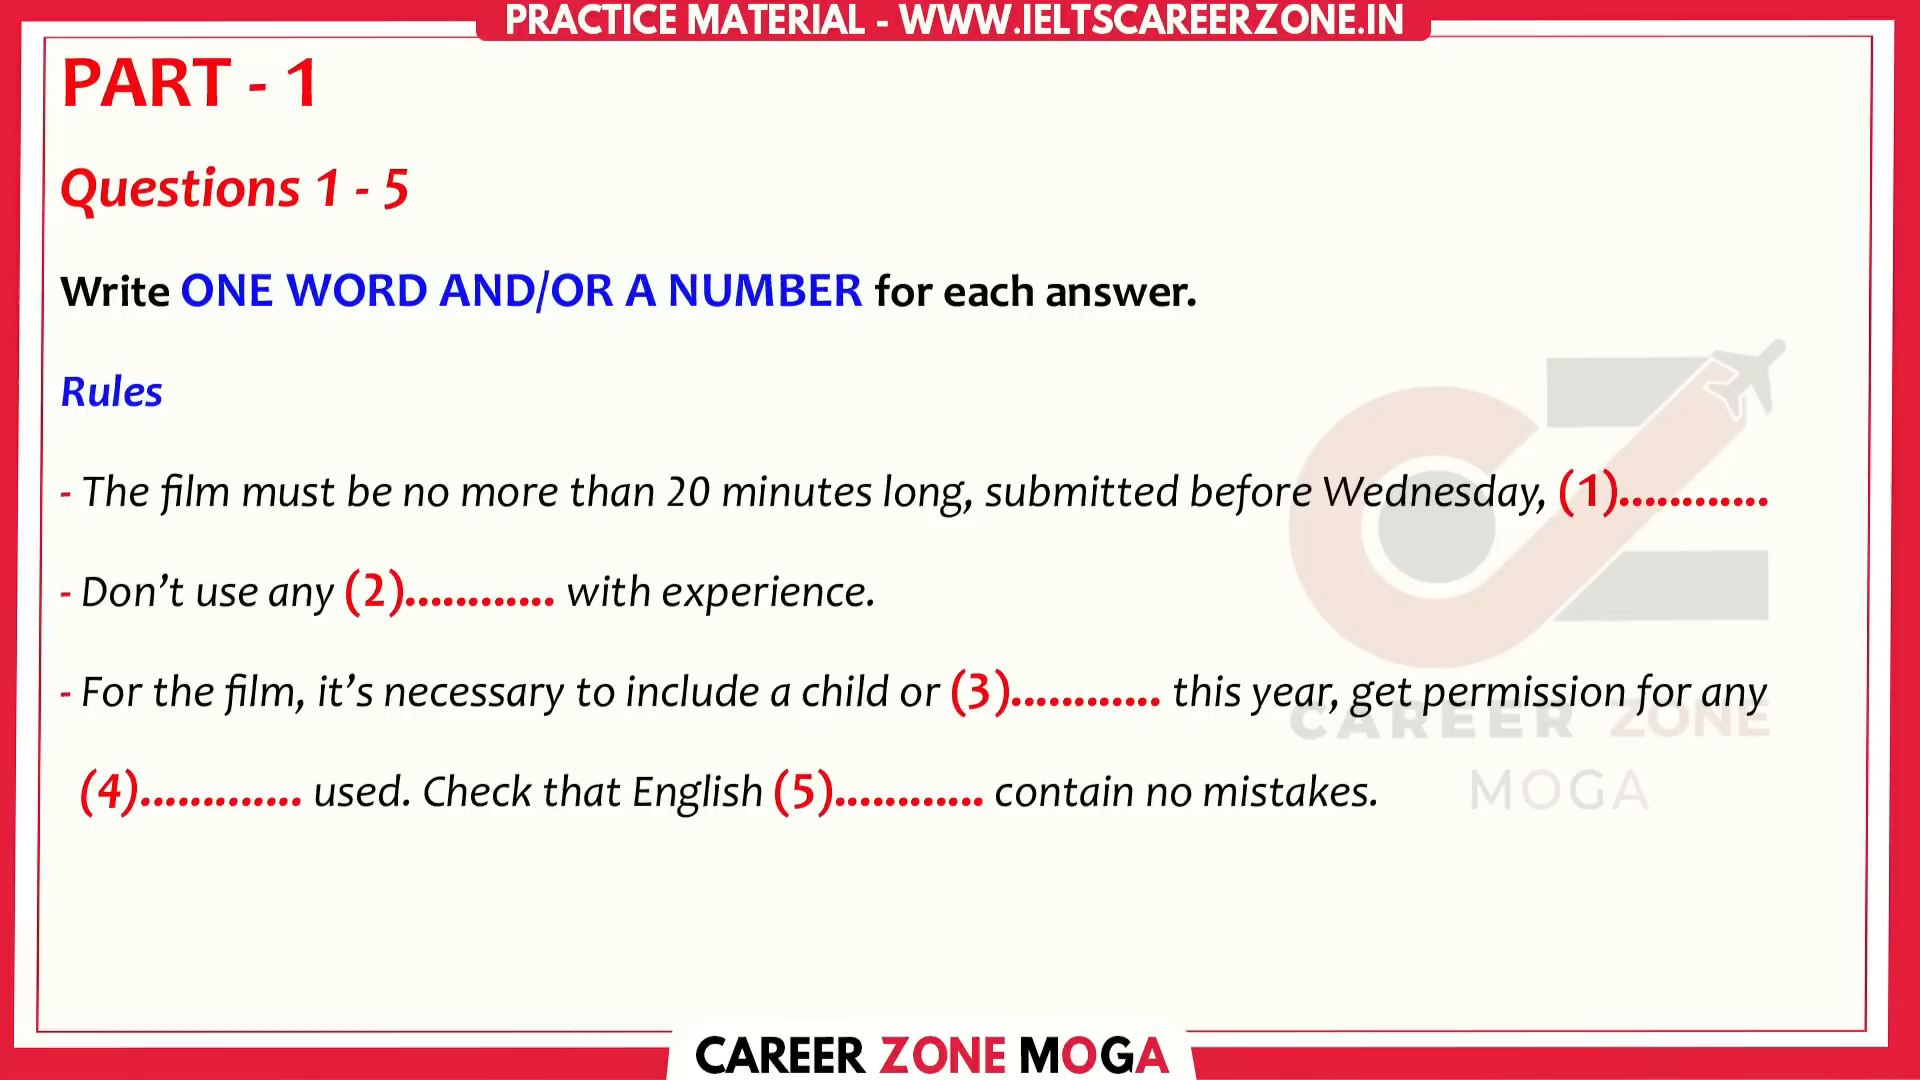 PRACTICE MATERIAL - WWW.IELTSCAREERZONE.IN
PART - 1
Questions 1 - 5
Write ONE WORD AND/OR A NUMBER for each answer.
Rules
- The film must be no more than 20 minutes long, submitted before Wednesday, (1)............
- Don’t use any (2)............ with experience.
- For the film, it’s necessary to include a child or (3)............ this year, get permission for any
(4)............. used. Check that English (5)............ contain no mistakes.
CAREER ZONE
MOGA
CAREER ZONE MOGA